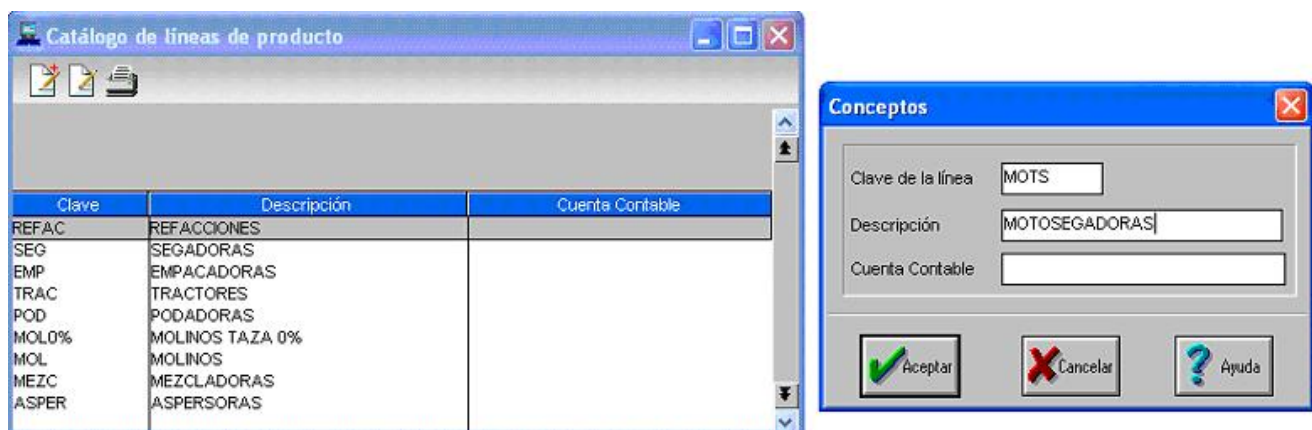 Catálogo de líneas de producto
Clave Descripción Cuenta Contable
REFAC REFACCIONES
SEG SEGADORAS
EMP EMPACADORAS
TRAC TRACTORES
POD PODADORAS
MOL0% MOLINOS TAZA 0%
MOL MOLINOS
MEZC MEZCLADORAS
ASPER ASPERSORAS
Conceptos
Clave de la línea MOTS
Descripción MOTOSEGADORAS
Cuenta Contable
Aceptar Cancelar Ayuda